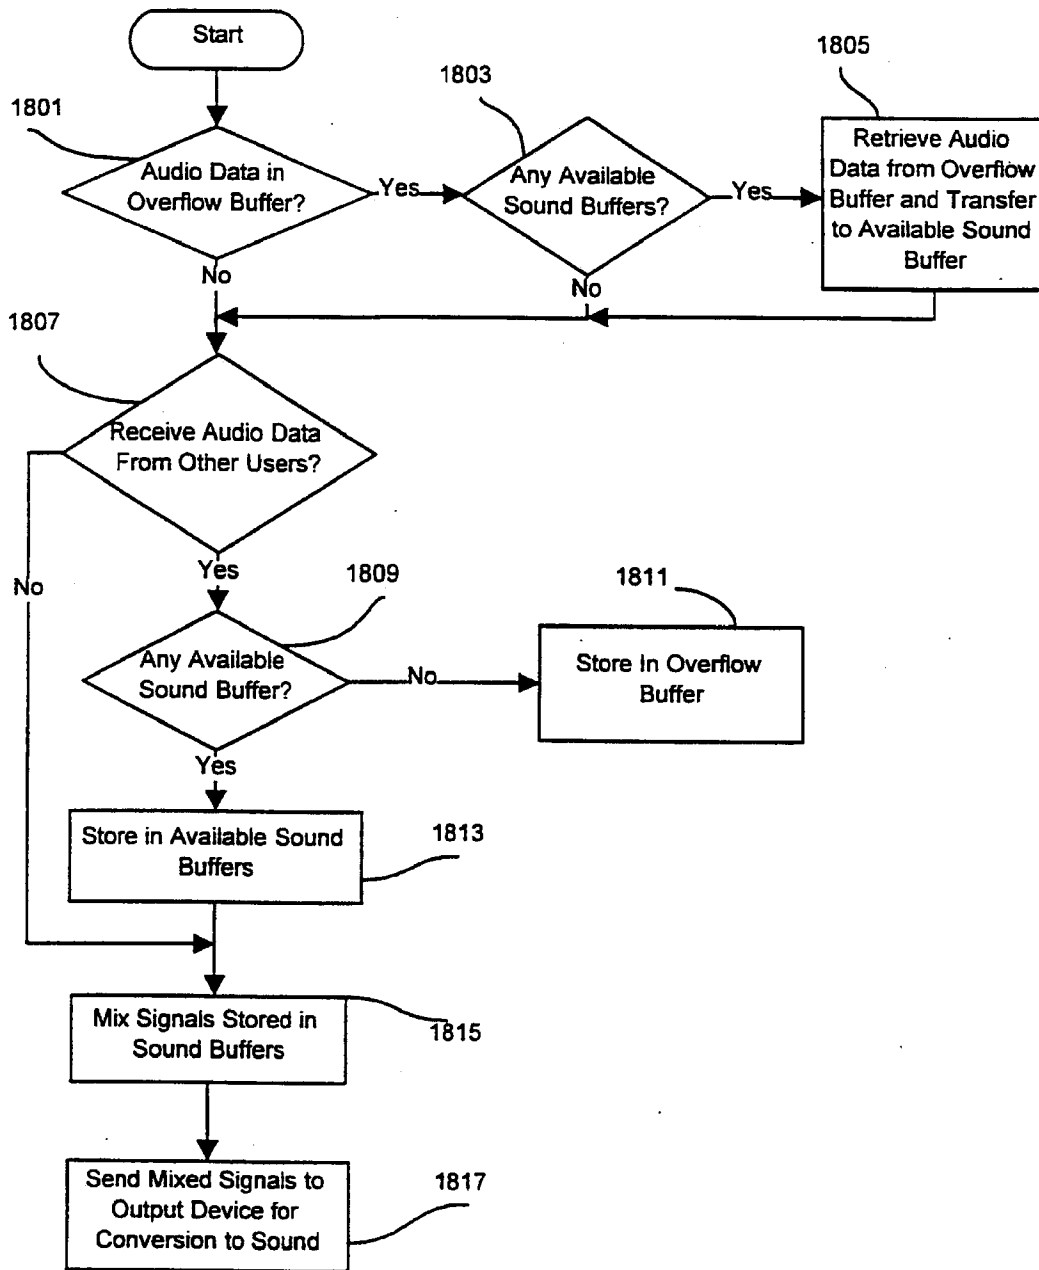 Start
1801
Audio Data in
Overflow Buffer?
Yes
No
1803
Any Available
Sound Buffers?
Yes
No
1805
Retrieve Audio
Data from Overflow
Buffer and Transfer
to Available Sound
Buffer
1807
Receive Audio Data
From Other Users?
No
Yes
1809
Any Available
Sound Buffer?
No
Yes
1811
Store In Overflow
Buffer
1813
Store in Available Sound
Buffers
1815
Mix Signals Stored in
Sound Buffers
1817
Send Mixed Signals to
Output Device for
Conversion to Sound